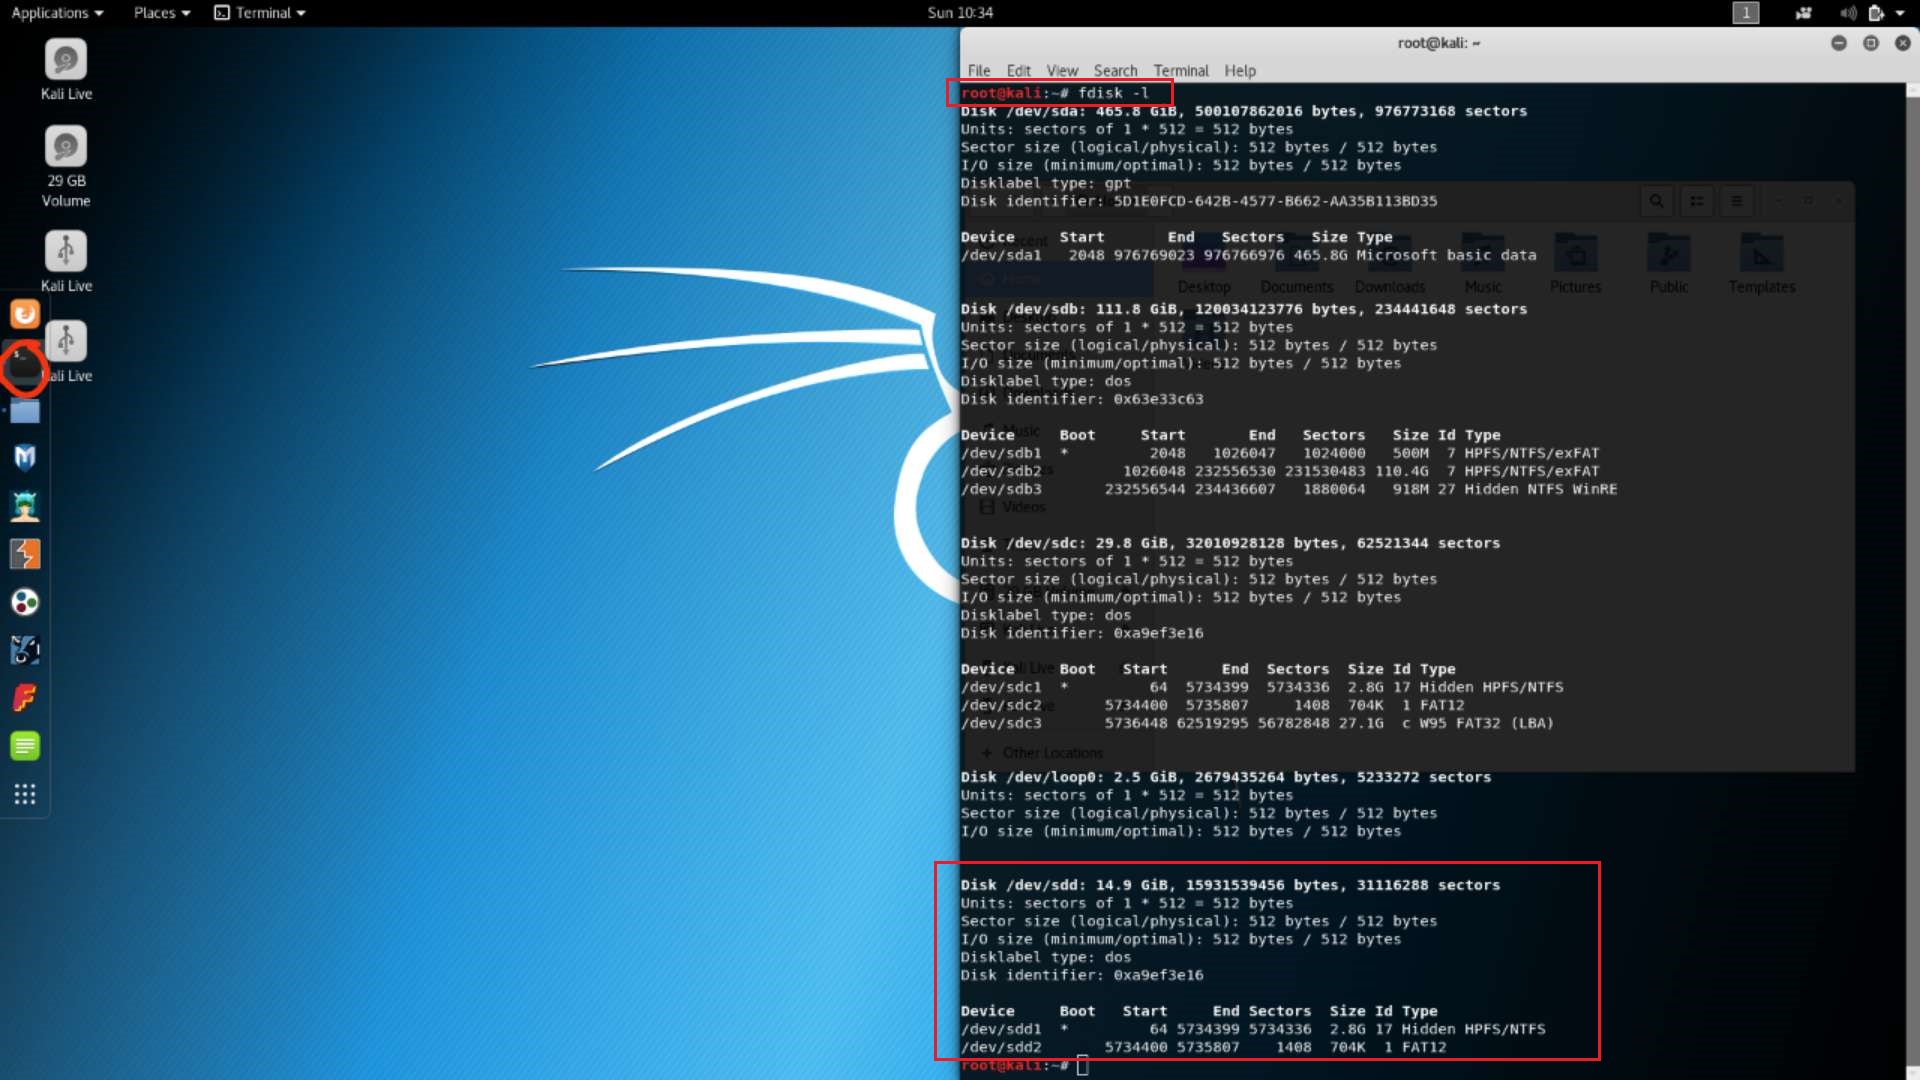 Applications Places Terminal Sun 10:34 1
Kali Live
29 GB
Volume
Kali Live
Kali Live
root@kali: ~
File Edit View Search Terminal Help
root@kali:~# fdisk -l
Disk /dev/sda: 465.8 GiB, 500107862016 bytes, 976773168 sectors
Units: sectors of 1 * 512 = 512 bytes
Sector size (logical/physical): 512 bytes / 512 bytes
I/O size (minimum/optimal): 512 bytes / 512 bytes
Disklabel type: gpt
Disk identifier: 5D1E0FCD-642B-4577-B662-AA35B113BD35
Device Start End Sectors Size Type
/dev/sda1 2048 976769023 976766976 465.8G Microsoft basic data
Home
Desktop Documents Downloads Music Pictures Public Templates
Disk /dev/sdb: 111.8 GiB, 120034123776 bytes, 234441648 sectors
Units: sectors of 1 * 512 = 512 bytes
Sector size (logical/physical): 512 bytes / 512 bytes
I/O size (minimum/optimal): 512 bytes / 512 bytes
Disklabel type: dos
Disk identifier: 0x63e33c63
Music
Device Boot Start End Sectors Size Id Type
/dev/sdb1 * 2048 1026047 1024000 500M 7 HPFS/NTFS/exFAT
/dev/sdb2 1026048 232556530 231530483 110.4G 7 HPFS/NTFS/exFAT
/dev/sdb3 232556544 234436607 1880064 918M 27 Hidden NTFS WinRE
Videos
Disk /dev/sdc: 29.8 GiB, 32010928128 bytes, 62521344 sectors
Units: sectors of 1 * 512 = 512 bytes
Sector size (logical/physical): 512 bytes / 512 bytes
I/O size (minimum/optimal): 512 bytes / 512 bytes
Disklabel type: dos
Disk identifier: 0xa9ef3e16
Device Boot Start End Sectors Size Id Type
/dev/sdc1 * 64 5734399 5734336 2.8G 17 Hidden HPFS/NTFS
/dev/sdc2 5734400 5735807 1408 704K 1 FAT12
/dev/sdc3 5736448 62519295 56782848 27.1G c W95 FAT32 (LBA)
+ Other Locations
Disk /dev/loop0: 2.5 GiB, 2679435264 bytes, 5233272 sectors
Units: sectors of 1 * 512 = 512 bytes
Sector size (logical/physical): 512 bytes / 512 bytes
I/O size (minimum/optimal): 512 bytes / 512 bytes
Disk /dev/sdd: 14.9 GiB, 15931539456 bytes, 31116288 sectors
Units: sectors of 1 * 512 = 512 bytes
Sector size (logical/physical): 512 bytes / 512 bytes
I/O size (minimum/optimal): 512 bytes / 512 bytes
Disklabel type: dos
Disk identifier: 0xa9ef3e16
Device Boot Start End Sectors Size Id Type
/dev/sdd1 * 64 5734399 5734336 2.8G 17 Hidden HPFS/NTFS
/dev/sdd2 5734400 5735807 1408 704K 1 FAT12
root@kali:~#